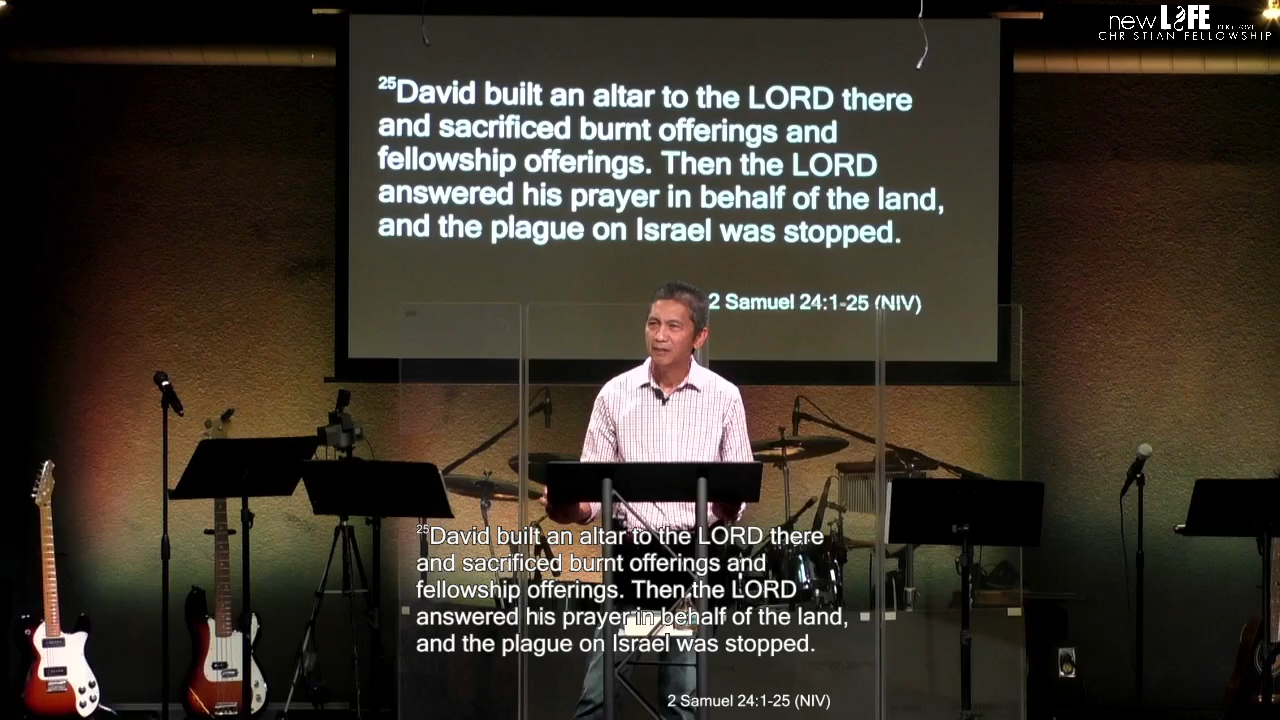 new LIFE
CHRISTIAN FELLOWSHIP
25David built an altar to the LORD there
and sacrificed burnt offerings and
fellowship offerings. Then the LORD
answered his prayer in behalf of the land,
and the plague on Israel was stopped.
2 Samuel 24:1-25 (NIV)
25David built an altar to the LORD there
and sacrificed burnt offerings and
fellowship offerings. Then the LORD
answered his prayer in behalf of the land,
and the plague on Israel was stopped.
2 Samuel 24:1-25 (NIV)